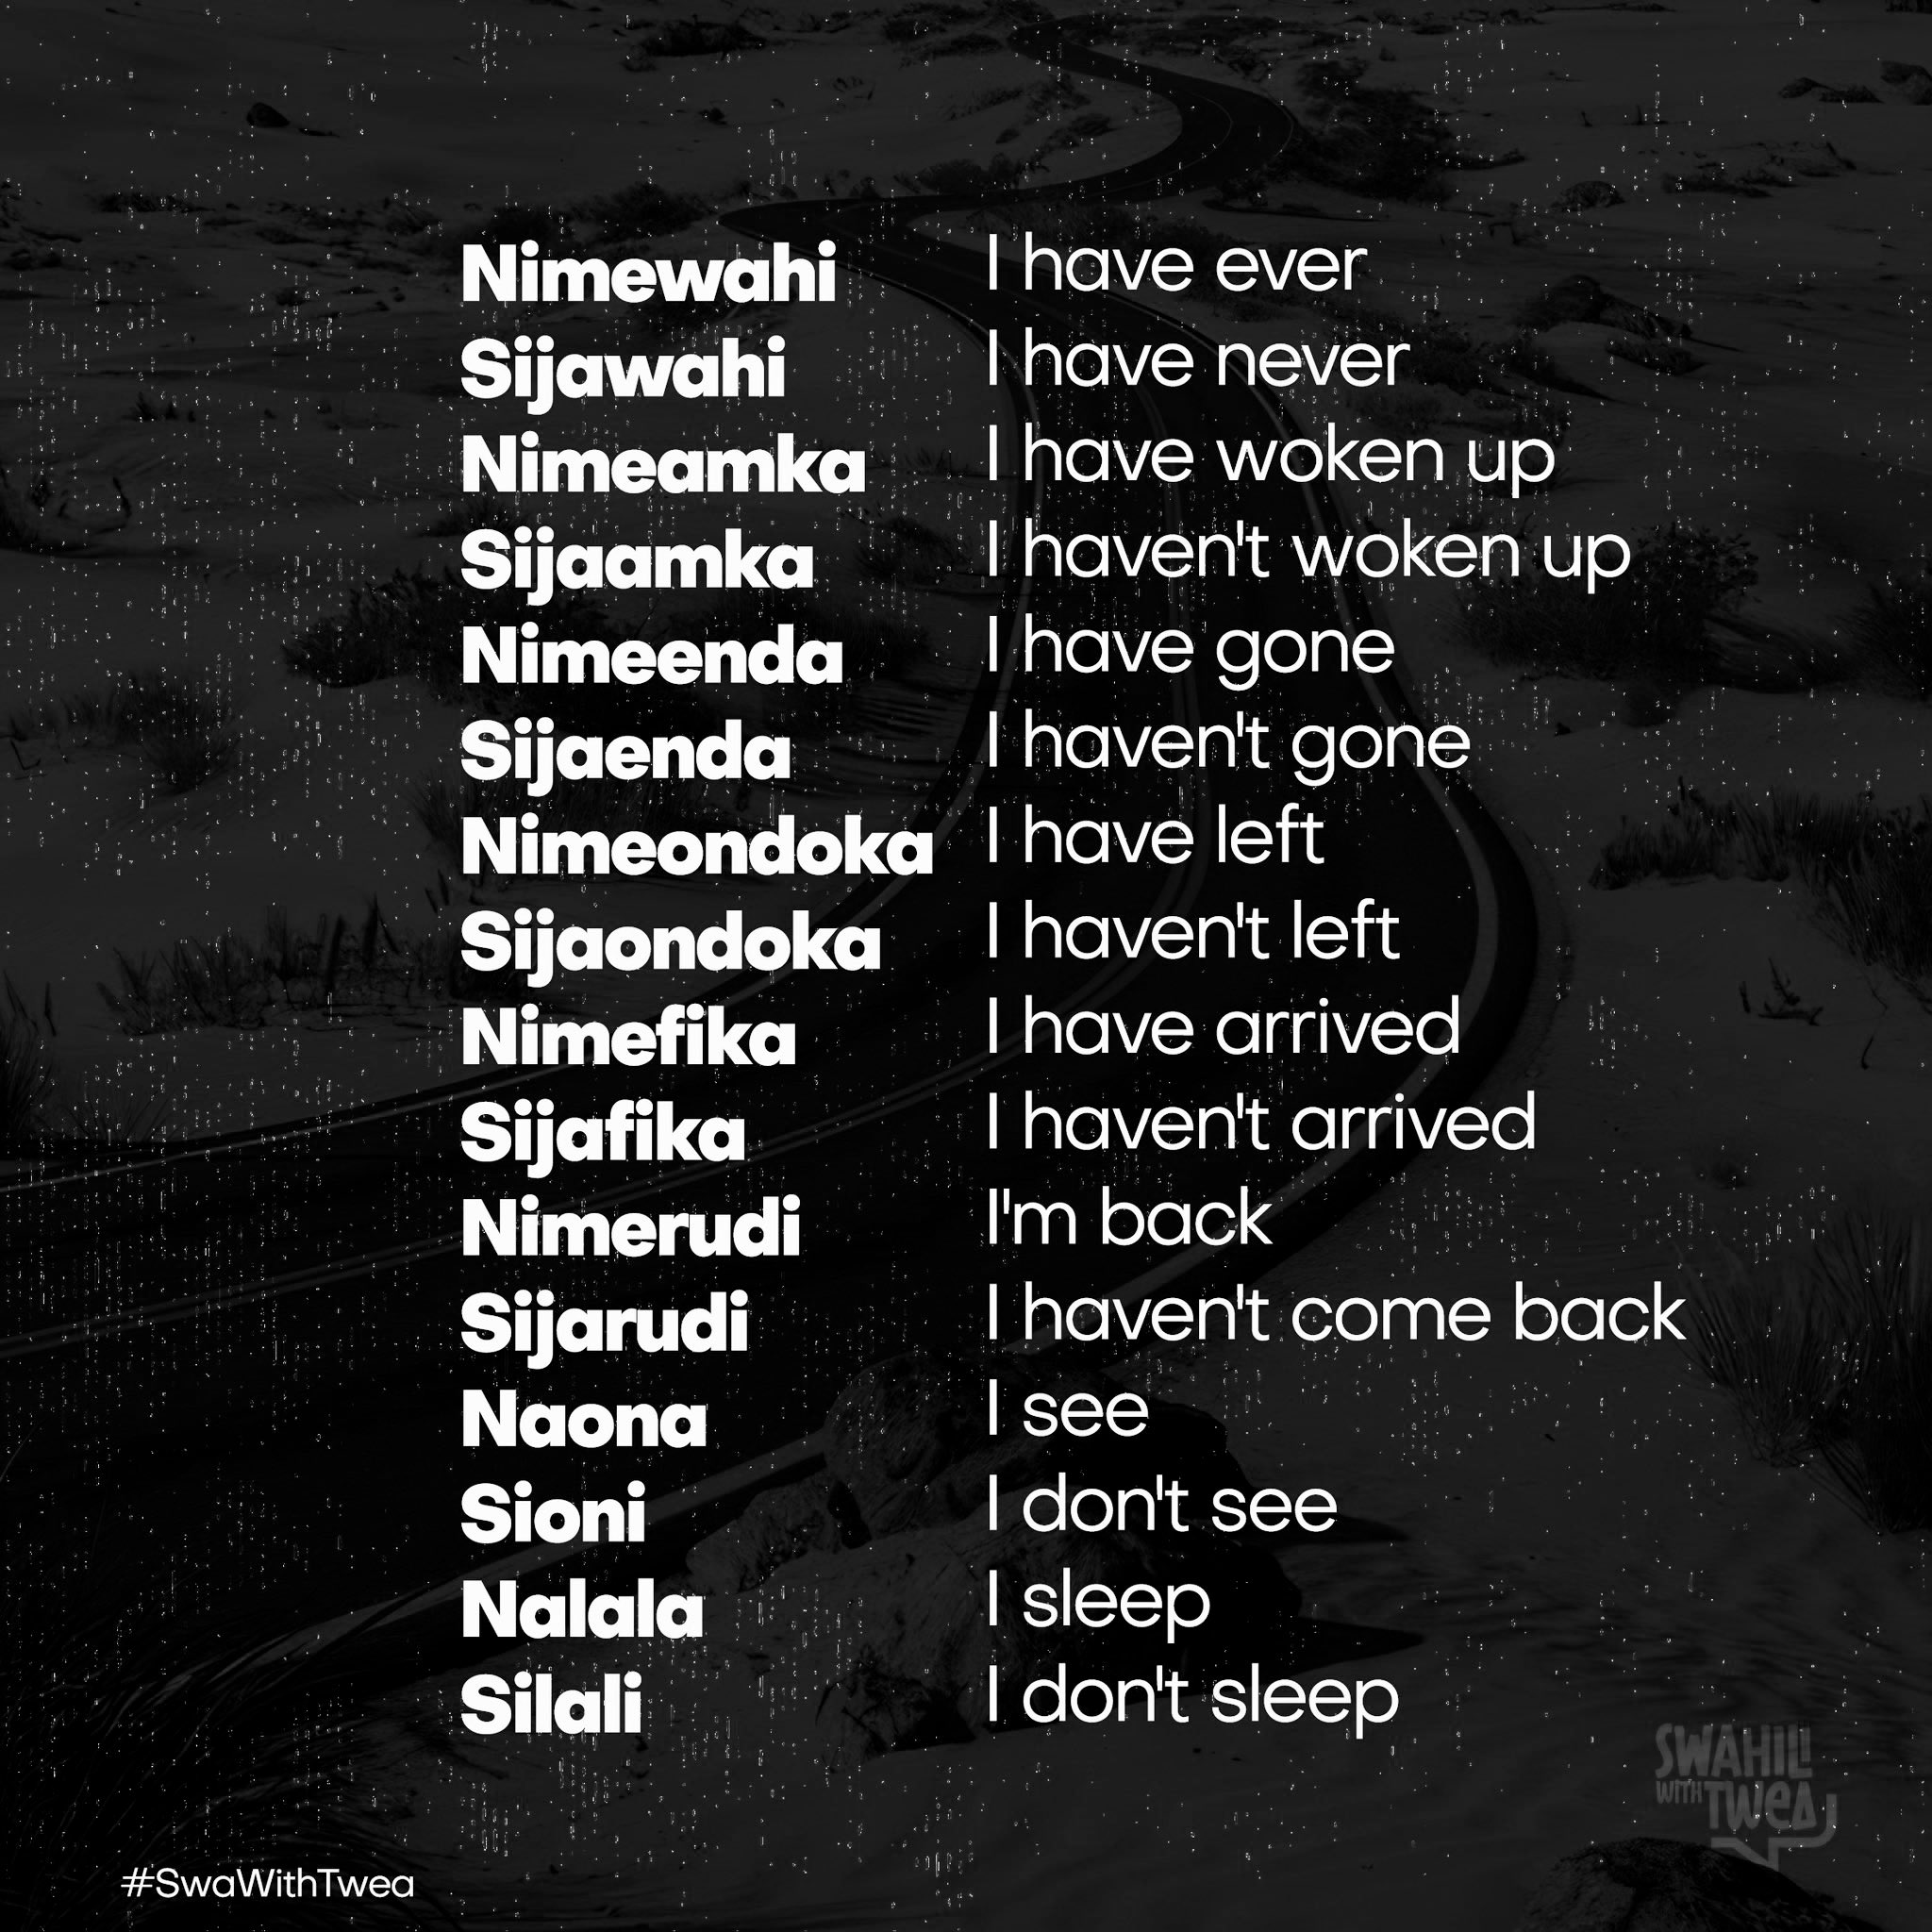 Nimewahi I have ever
Sijawahi I have never
Nimeamka I have woken up
Sijaamka I haven't woken up
Nimeenda I have gone
Sijaenda I haven't gone
Nimeondoka I have left
Sijaondoka I haven't left
Nimefika I have arrived
Sijafika I haven't arrived
Nimerudi I'm back
Sijarudi I haven't come back
Naona I see
Sioni I don't see
Nalala I sleep
Silali I don't sleep
SWAHILI
WITH TWEA
#SwaWithTwea